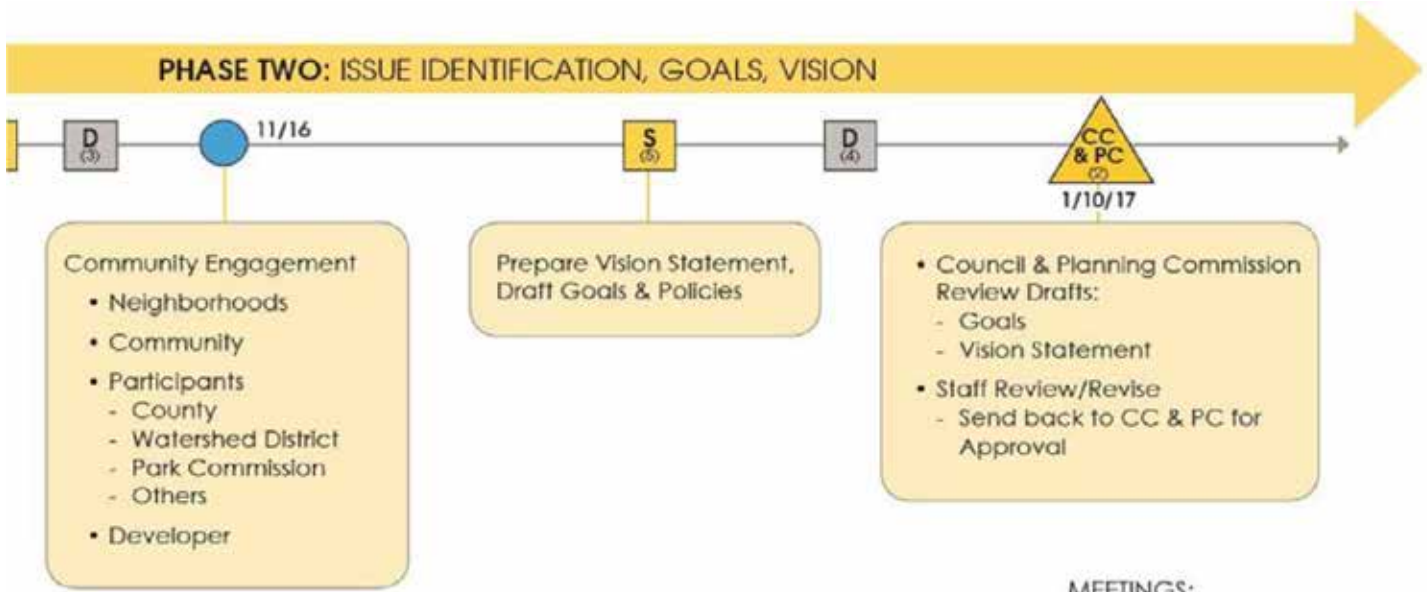 PHASE TWO: ISSUE IDENTIFICATION, GOALS, VISION
D
(3)
11/16
S
(5)
D
(4)
CC
& PC
(2)
1/10/17
Community Engagement
• Neighborhoods
• Community
• Participants
- County
- Watershed District
- Park Commission
- Others
• Developer
Prepare Vision Statement,
Draft Goals & Policies
• Council & Planning Commission
Review Drafts:
- Goals
- Vision Statement
• Staff Review/Revise
- Send back to CC & PC for
Approval
MEETINGS: